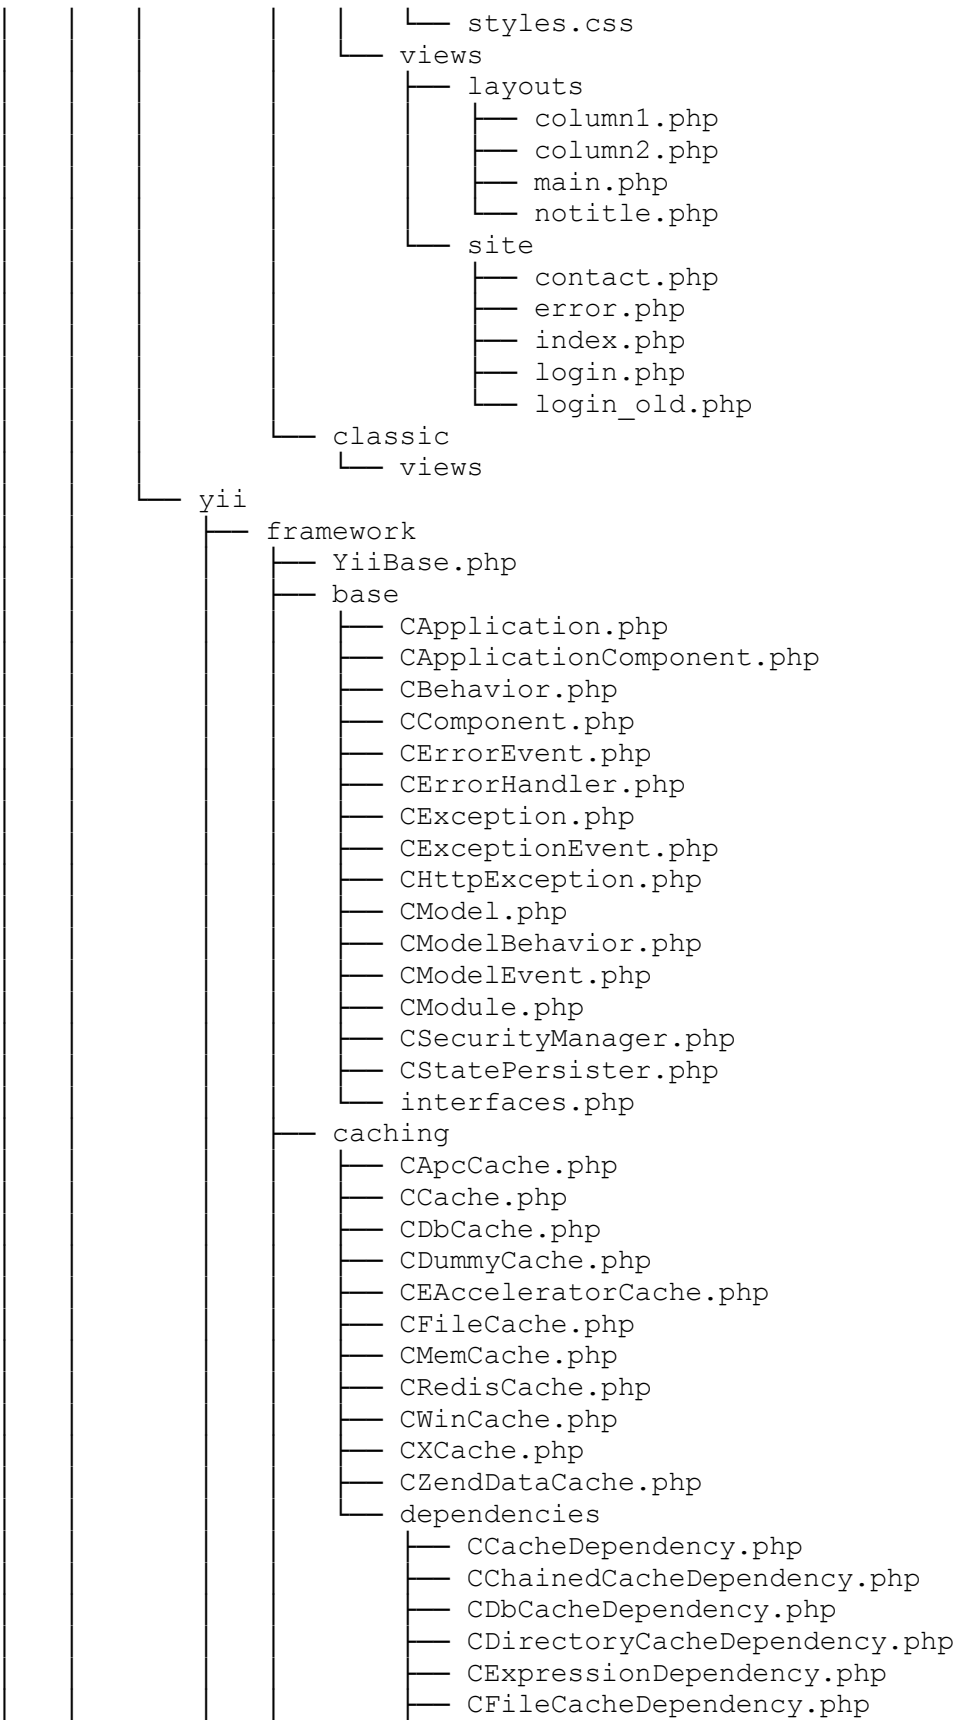 │   │   │       │   │   └── styles.css
│   │   │       │   └── views
│   │   │       │       ├── layouts
│   │   │       │       │   ├── column1.php
│   │   │       │       │   ├── column2.php
│   │   │       │       │   ├── main.php
│   │   │       │       │   └── notitle.php
│   │   │       │       └── site
│   │   │       │           ├── contact.php
│   │   │       │           ├── error.php
│   │   │       │           ├── index.php
│   │   │       │           ├── login.php
│   │   │       │           └── login_old.php
│   │   │       └── classic
│   │   │           └── views
│   │   └── yii
│   │       ├── framework
│   │       │   ├── YiiBase.php
│   │       │   ├── base
│   │       │   │   ├── CApplication.php
│   │       │   │   ├── CApplicationComponent.php
│   │       │   │   ├── CBehavior.php
│   │       │   │   ├── CComponent.php
│   │       │   │   ├── CErrorEvent.php
│   │       │   │   ├── CErrorHandler.php
│   │       │   │   ├── CException.php
│   │       │   │   ├── CExceptionEvent.php
│   │       │   │   ├── CHttpException.php
│   │       │   │   ├── CModel.php
│   │       │   │   ├── CModelBehavior.php
│   │       │   │   ├── CModelEvent.php
│   │       │   │   ├── CModule.php
│   │       │   │   ├── CSecurityManager.php
│   │       │   │   ├── CStatePersister.php
│   │       │   │   └── interfaces.php
│   │       │   ├── caching
│   │       │   │   ├── CApcCache.php
│   │       │   │   ├── CCache.php
│   │       │   │   ├── CDbCache.php
│   │       │   │   ├── CDummyCache.php
│   │       │   │   ├── CEAcceleratorCache.php
│   │       │   │   ├── CFileCache.php
│   │       │   │   ├── CMemCache.php
│   │       │   │   ├── CRedisCache.php
│   │       │   │   ├── CWinCache.php
│   │       │   │   ├── CXCache.php
│   │       │   │   ├── CZendDataCache.php
│   │       │   │   └── dependencies
│   │       │   │       ├── CCacheDependency.php
│   │       │   │       ├── CChainedCacheDependency.php
│   │       │   │       ├── CDbCacheDependency.php
│   │       │   │       ├── CDirectoryCacheDependency.php
│   │       │   │       ├── CExpressionDependency.php
│   │       │   │       ├── CFileCacheDependency.php